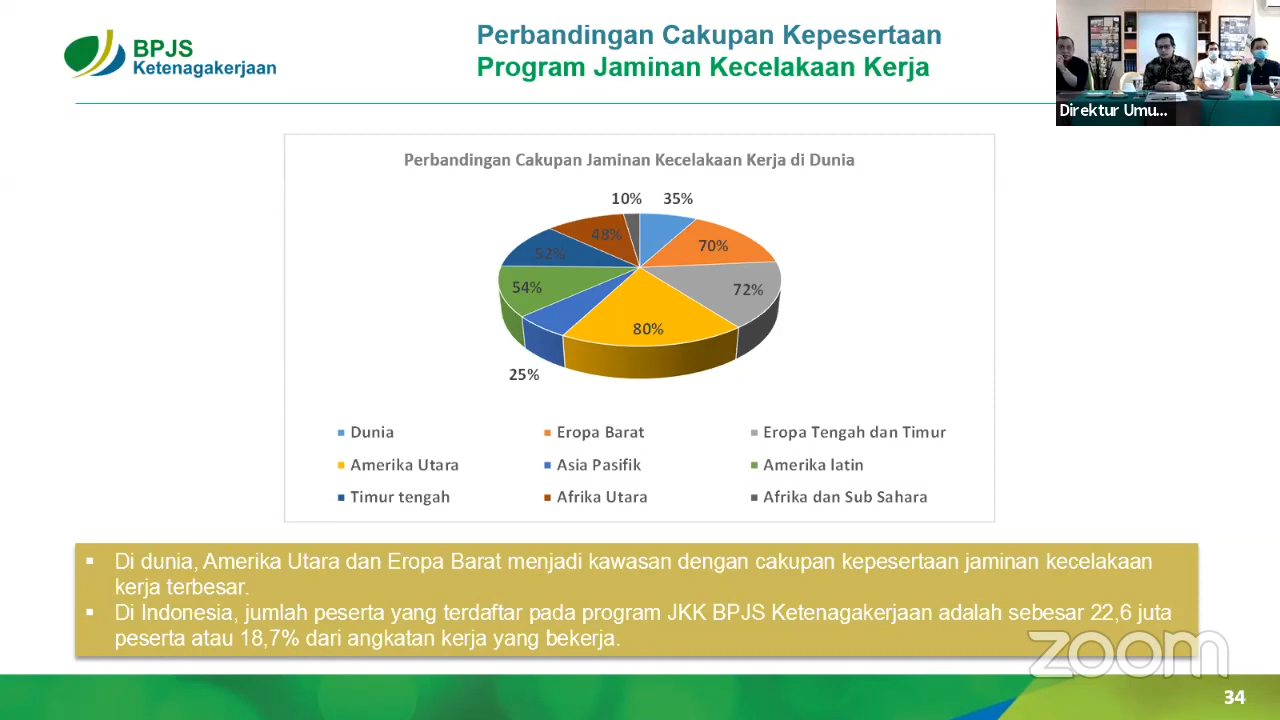 BPJS
Ketenagakerjaan
Perbandingan Cakupan Kepesertaan
Program Jaminan Kecelakaan Kerja
Direktur Umu...
Perbandingan Cakupan Jaminan Kecelakaan Kerja di Dunia
10%
35%
48%
70%
52%
54%
72%
80%
25%
Dunia
Eropa Barat
Eropa Tengah dan Timur
Amerika Utara
Asia Pasifik
Amerika latin
Timur tengah
Afrika Utara
Afrika dan Sub Sahara
▪ Di dunia, Amerika Utara dan Eropa Barat menjadi kawasan dengan cakupan kepesertaan jaminan kecelakaan
kerja terbesar.
▪ Di Indonesia, jumlah peserta yang terdaftar pada program JKK BPJS Ketenagakerjaan adalah sebesar 22,6 juta
peserta atau 18,7% dari angkatan kerja yang bekerja.
zoom
34